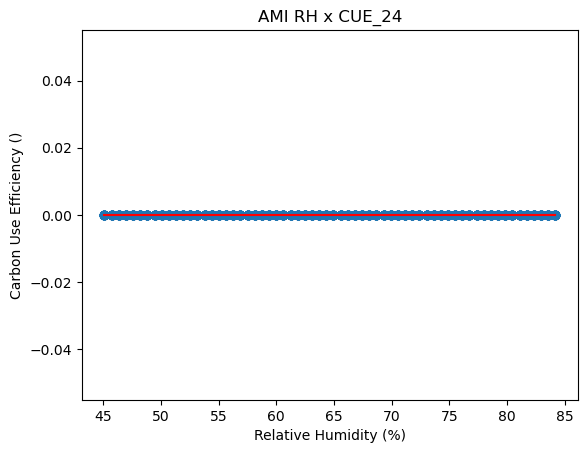 AMI RH x CUE_24
Carbon Use Efficiency ()
0.04
0.02
0.00
−0.02
−0.04
45 50 55 60 65 70 75 80 85
Relative Humidity (%)